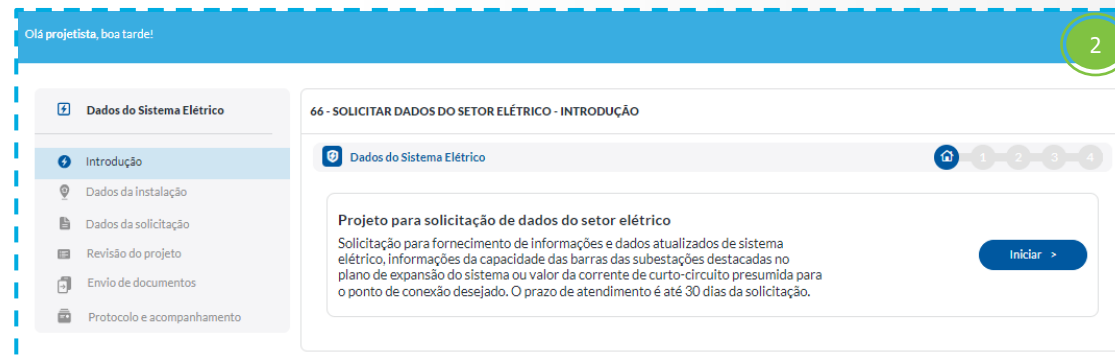 Olá projetista, boa tarde!
2
Dados do Sistema Elétrico
Introdução
Dados da instalação
Dados da solicitação
Revisão do projeto
Envio de documentos
Protocolo e acompanhamento
66 - SOLICITAR DADOS DO SETOR ELÉTRICO - INTRODUÇÃO
Dados do Sistema Elétrico
1 2 3 4
Projeto para solicitação de dados do setor elétrico
Solicitação para fornecimento de informações e dados atualizados de sistema
elétrico, informações da capacidade das barras das subestações destacadas no
plano de expansão do sistema ou valor da corrente de curto-circuito presumida para
o ponto de conexão desejado. O prazo de atendimento é até 30 dias da solicitação.
Iniciar >